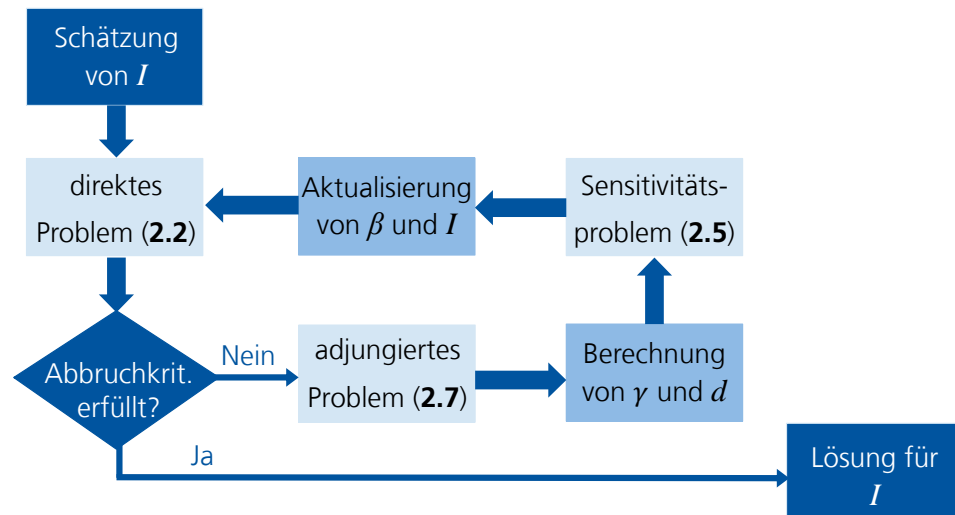 Schätzung
von I
direktes
Problem (2.2)
Aktualisierung
von β und I
Sensitivitäts-
problem (2.5)
Abbruchkrit.
erfüllt?
Nein
adjungiertes
Problem (2.7)
Berechnung
von γ und d
Ja
Lösung für
I